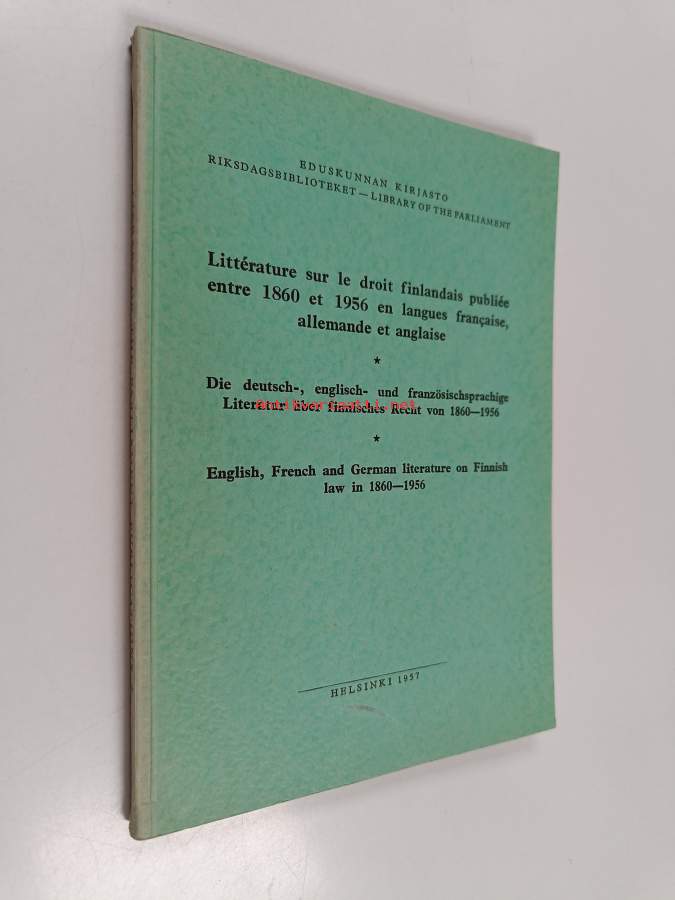 EDUSKUNNAN KIRJASTO
RIKSDAGSBIBLIOTEKET — LIBRARY OF THE PARLIAMENT
Littérature sur le droit finlandais publiée
entre 1860 et 1956 en langues française,
allemande et anglaise
★
Die deutsch-, englisch- und französischsprachige
Literatur über finnisches Recht von 1860—1956
★
English, French and German literature on Finnish
law in 1860—1956
HELSINKI 1957